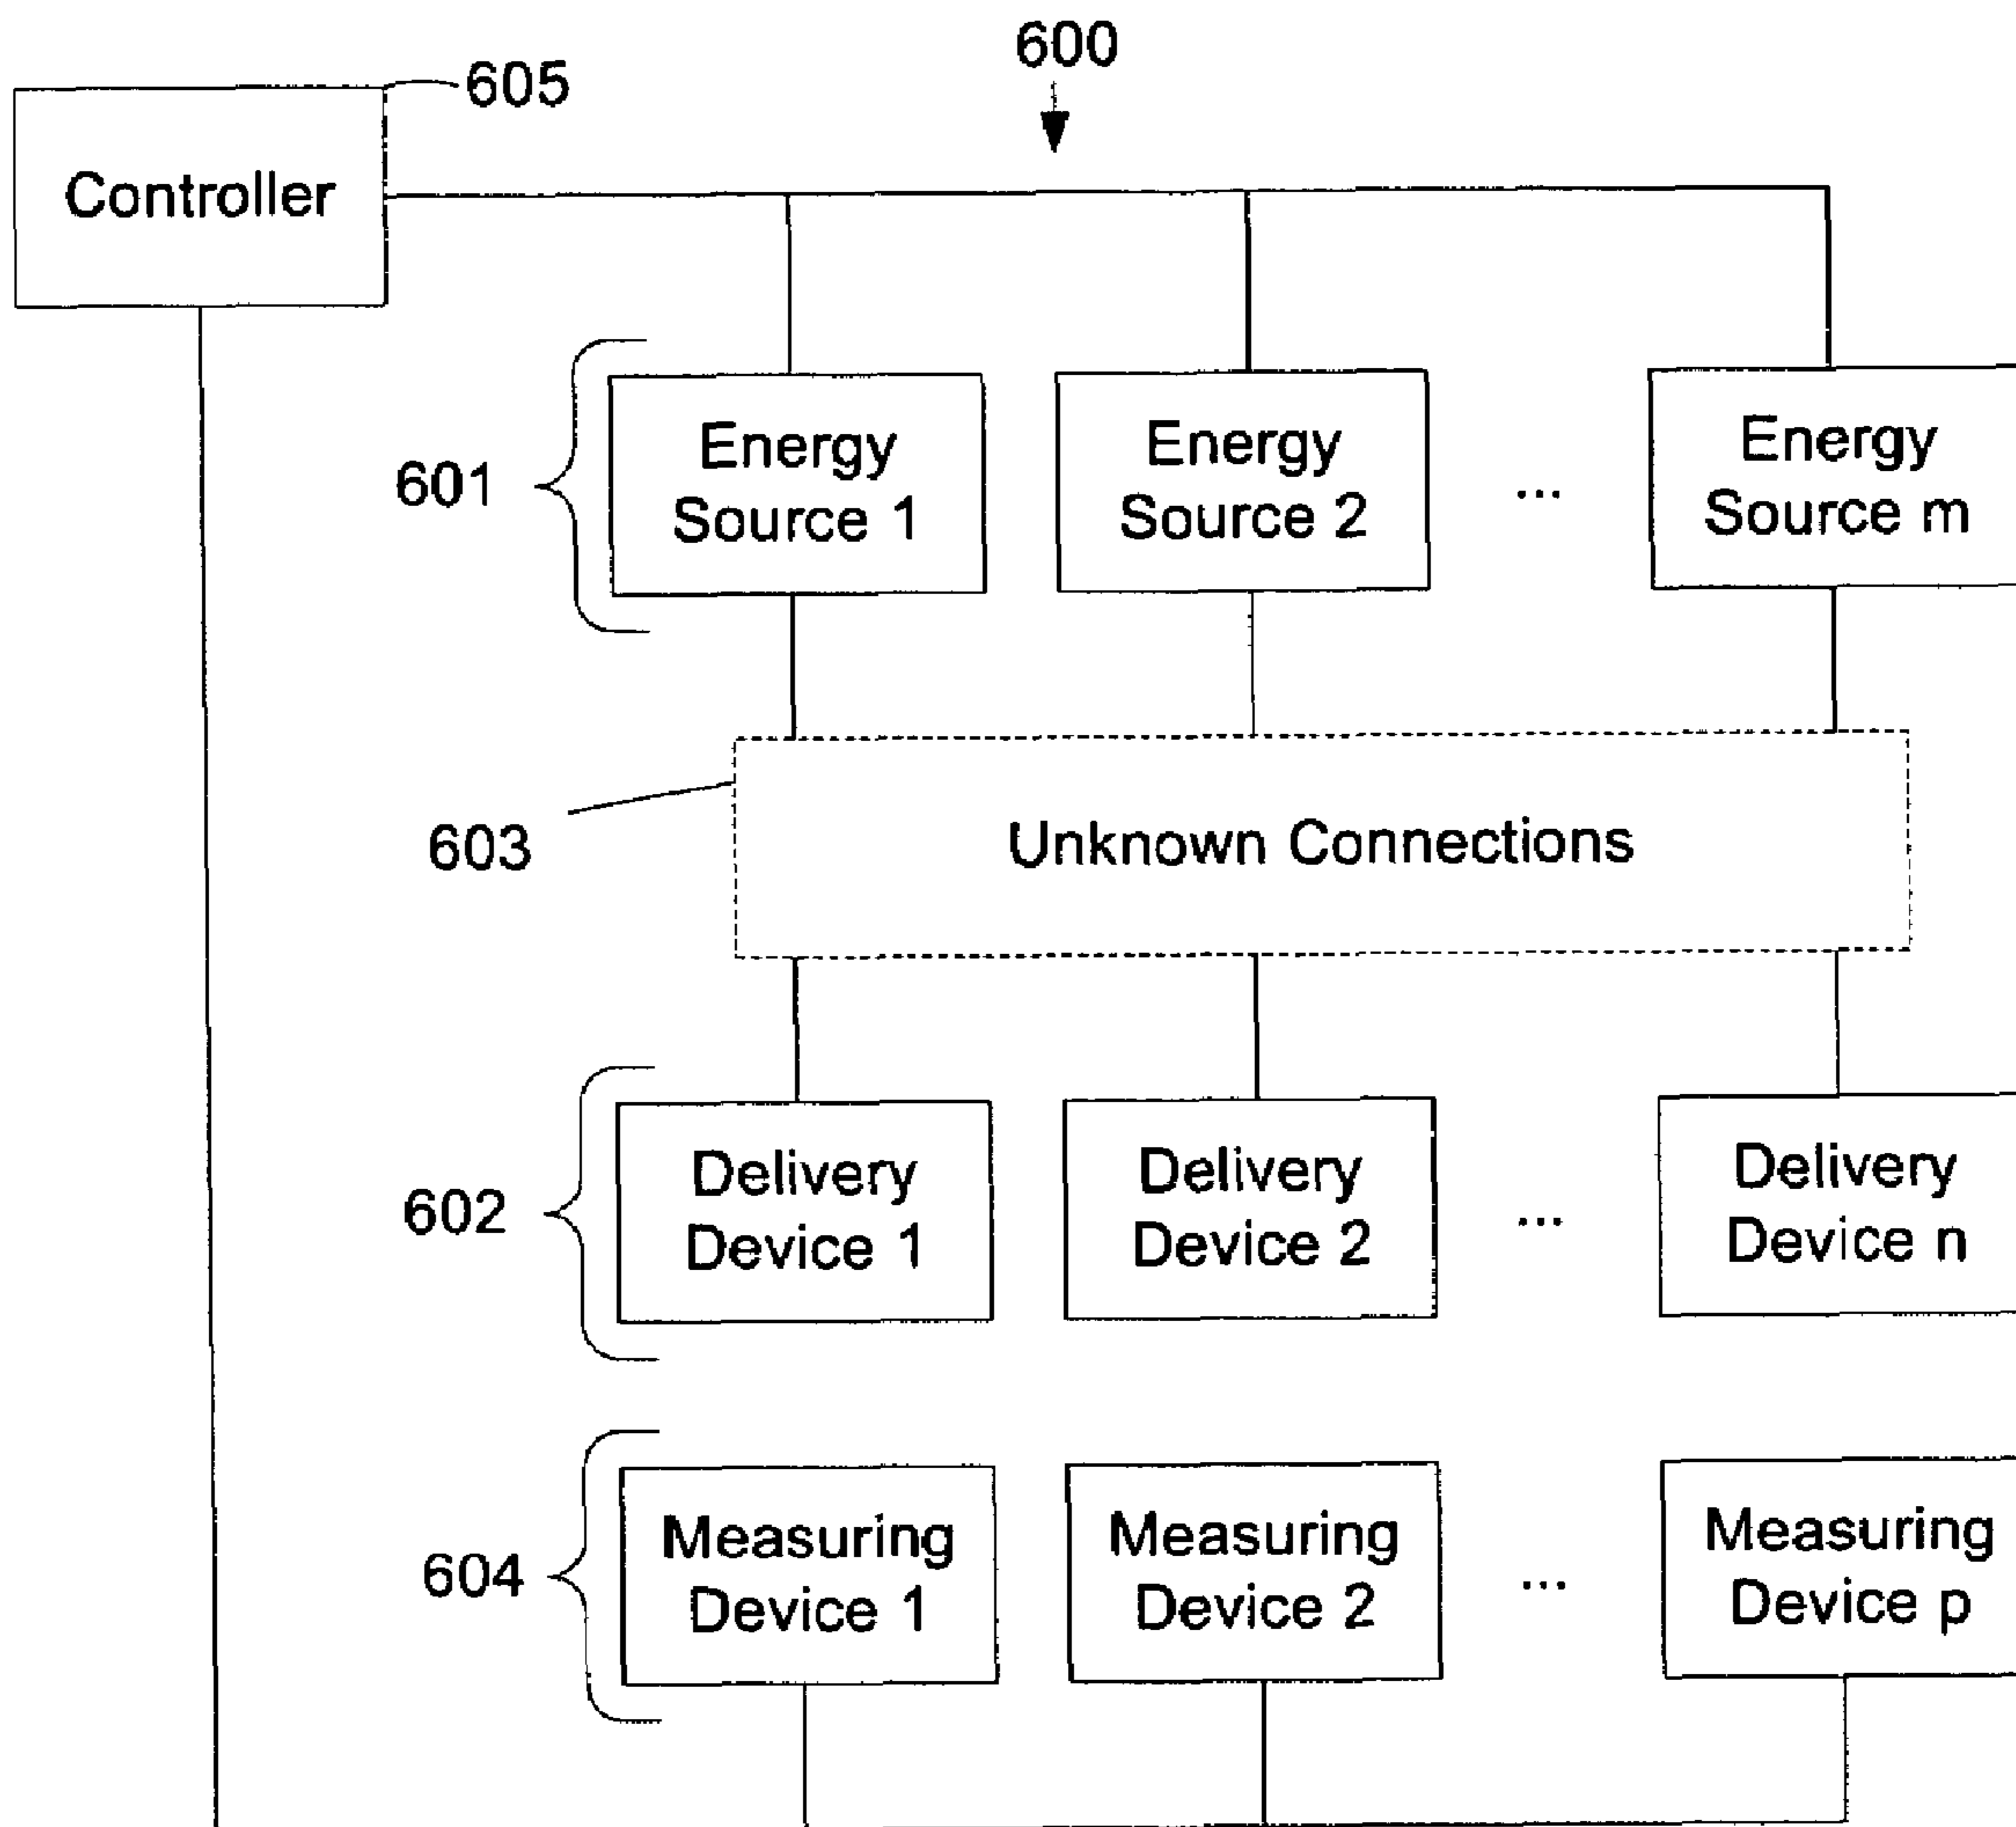 600
605
Controller
601
Energy
Source 1
Energy
Source 2
...
Energy
Source m
603
Unknown Connections
602
Delivery
Device 1
Delivery
Device 2
...
Delivery
Device n
604
Measuring
Device 1
Measuring
Device 2
...
Measuring
Device p